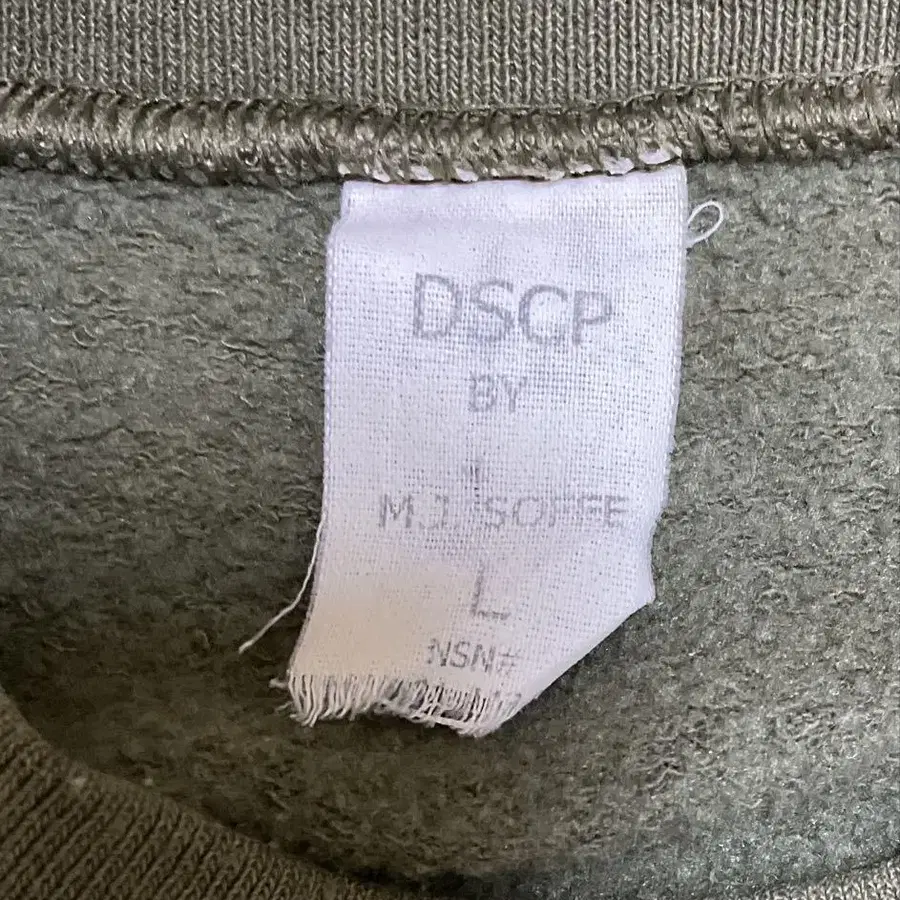 DSCP
BY
M.J. SOFFE
L
NSN#